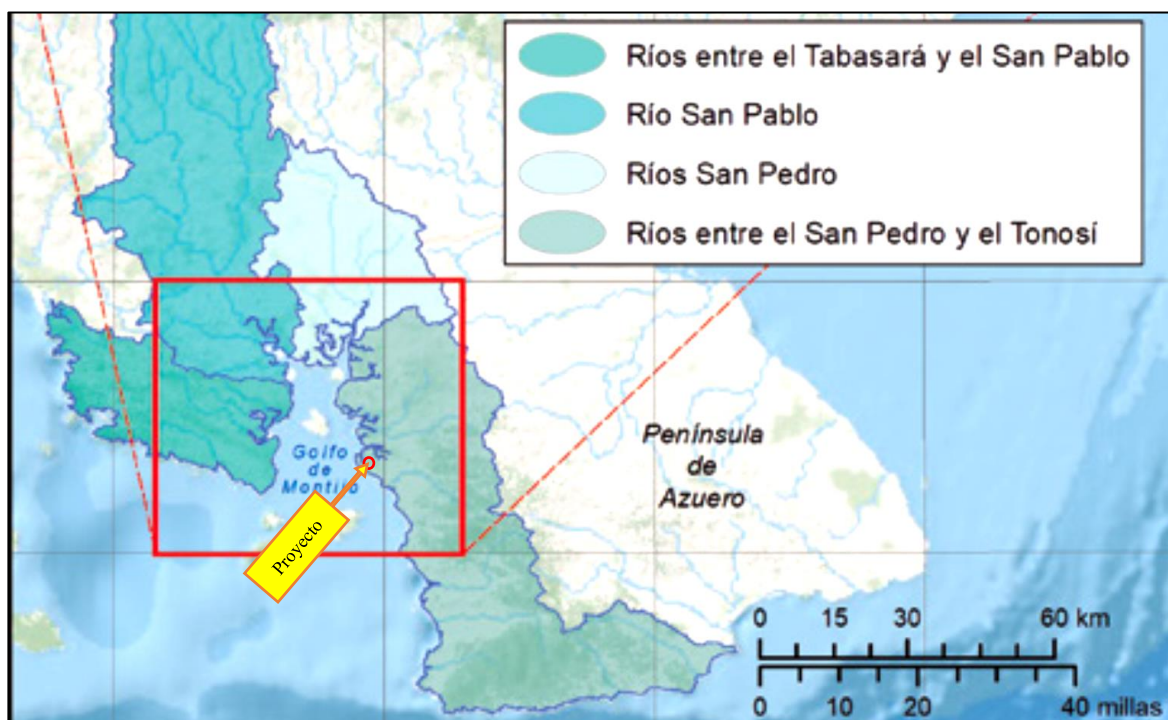 Ríos entre el Tabasará y el San Pablo
Río San Pablo
Ríos San Pedro
Ríos entre el San Pedro y el Tonosí
Golfo
de
Montijo
Península
de
Azuero
Proyecto
0 15 30 60 km
0 10 20 40 millas